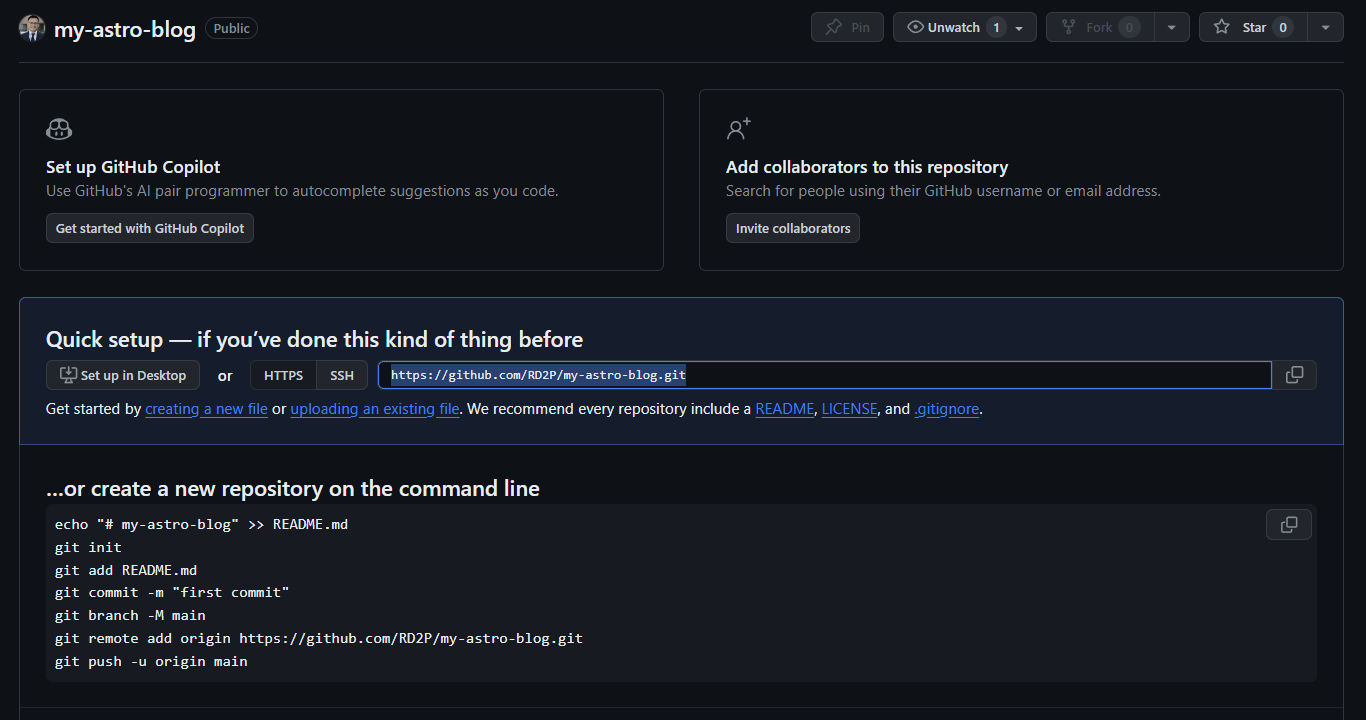 my-astro-blog Public Pin Unwatch 1 Fork 0 Star 0
Set up GitHub Copilot
Use GitHub's AI pair programmer to autocomplete suggestions as you code.
Get started with GitHub Copilot
Add collaborators to this repository
Search for people using their GitHub username or email address.
Invite collaborators
Quick setup — if you’ve done this kind of thing before
Set up in Desktop or HTTPS SSH https://github.com/RD2P/my-astro-blog.git
Get started by creating a new file or uploading an existing file. We recommend every repository include a README, LICENSE, and .gitignore.
…or create a new repository on the command line
echo "# my-astro-blog" >> README.md
git init
git add README.md
git commit -m "first commit"
git branch -M main
git remote add origin https://github.com/RD2P/my-astro-blog.git
git push -u origin main